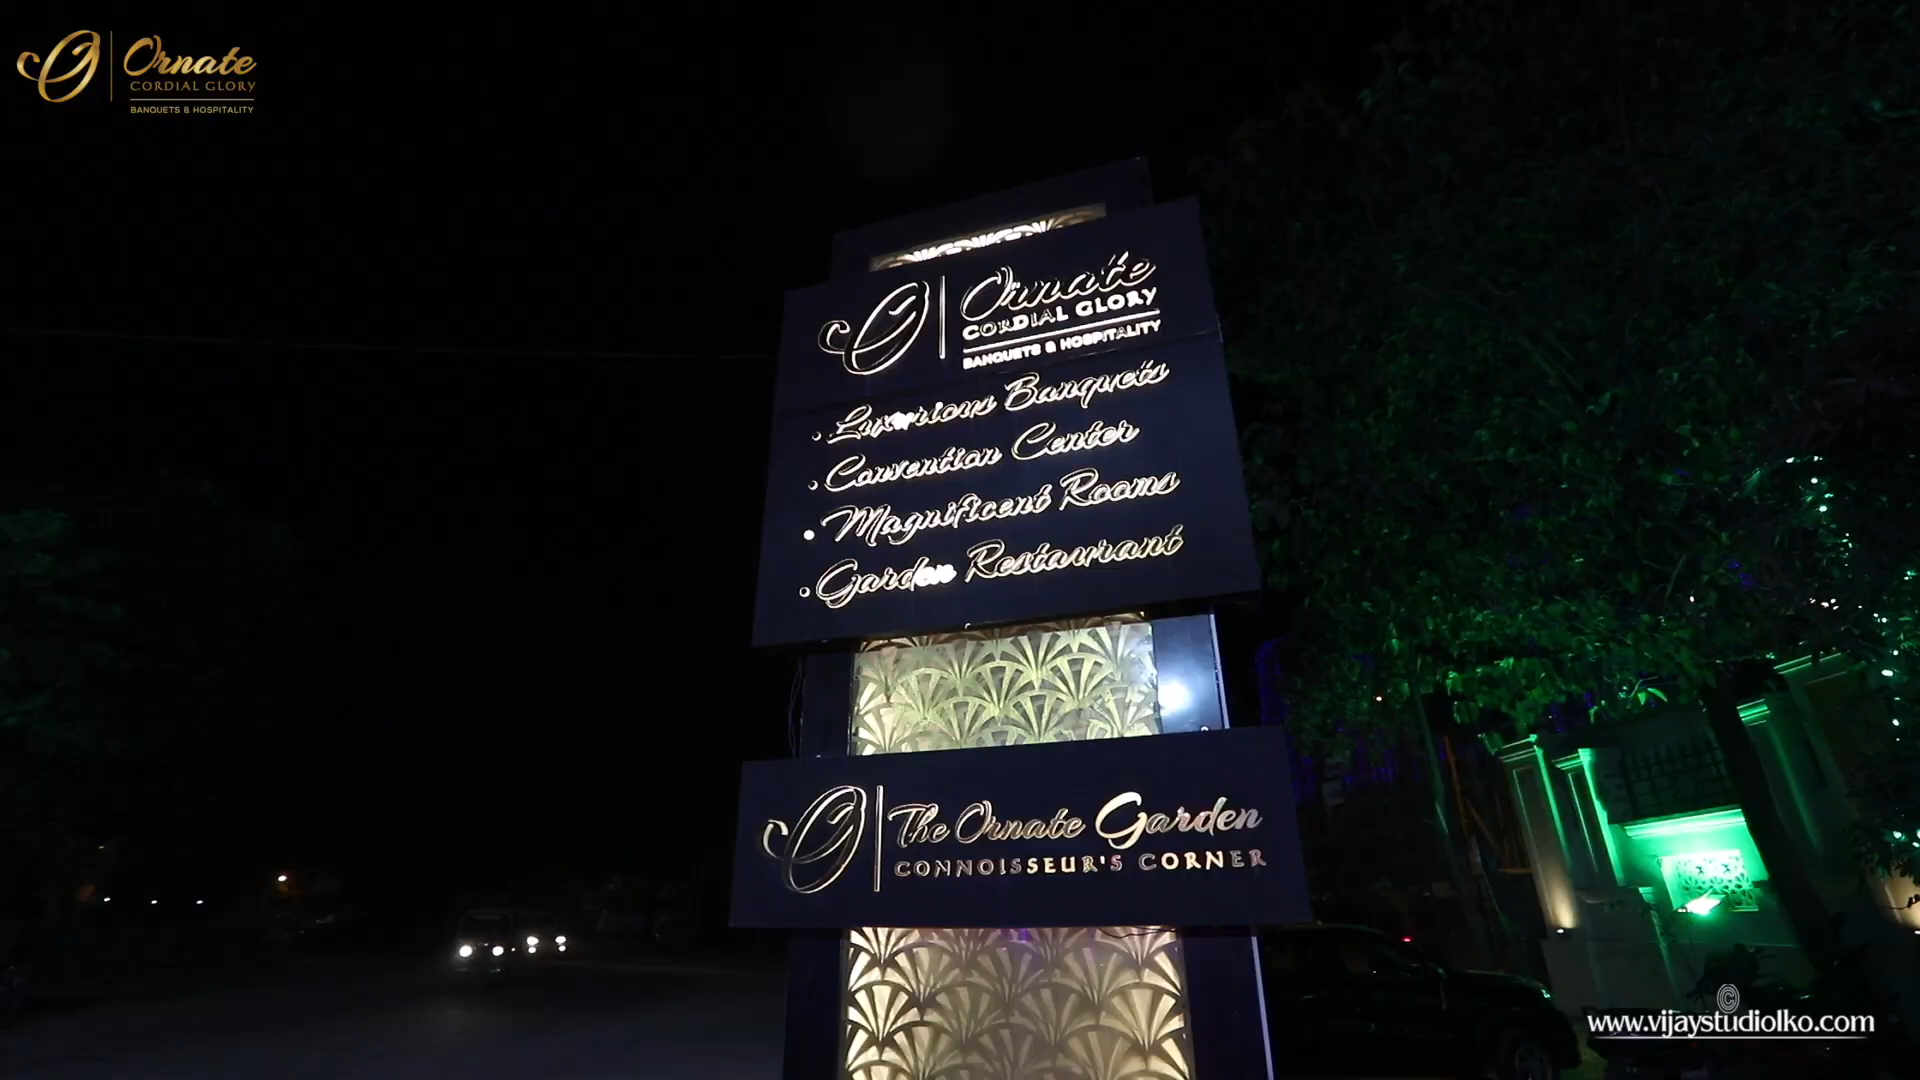 Ornate
CORDIAL GLORY
BANQUETS & HOSPITALITY
Ornate
CORDIAL GLORY
BANQUETS & HOSPITALITY
• Luxurious Banquets
• Convention Center
• Magnificent Rooms
• Garden Restaurant
The Ornate Garden
CONNOISSEUR'S CORNER
www.vijaystudiolko.com